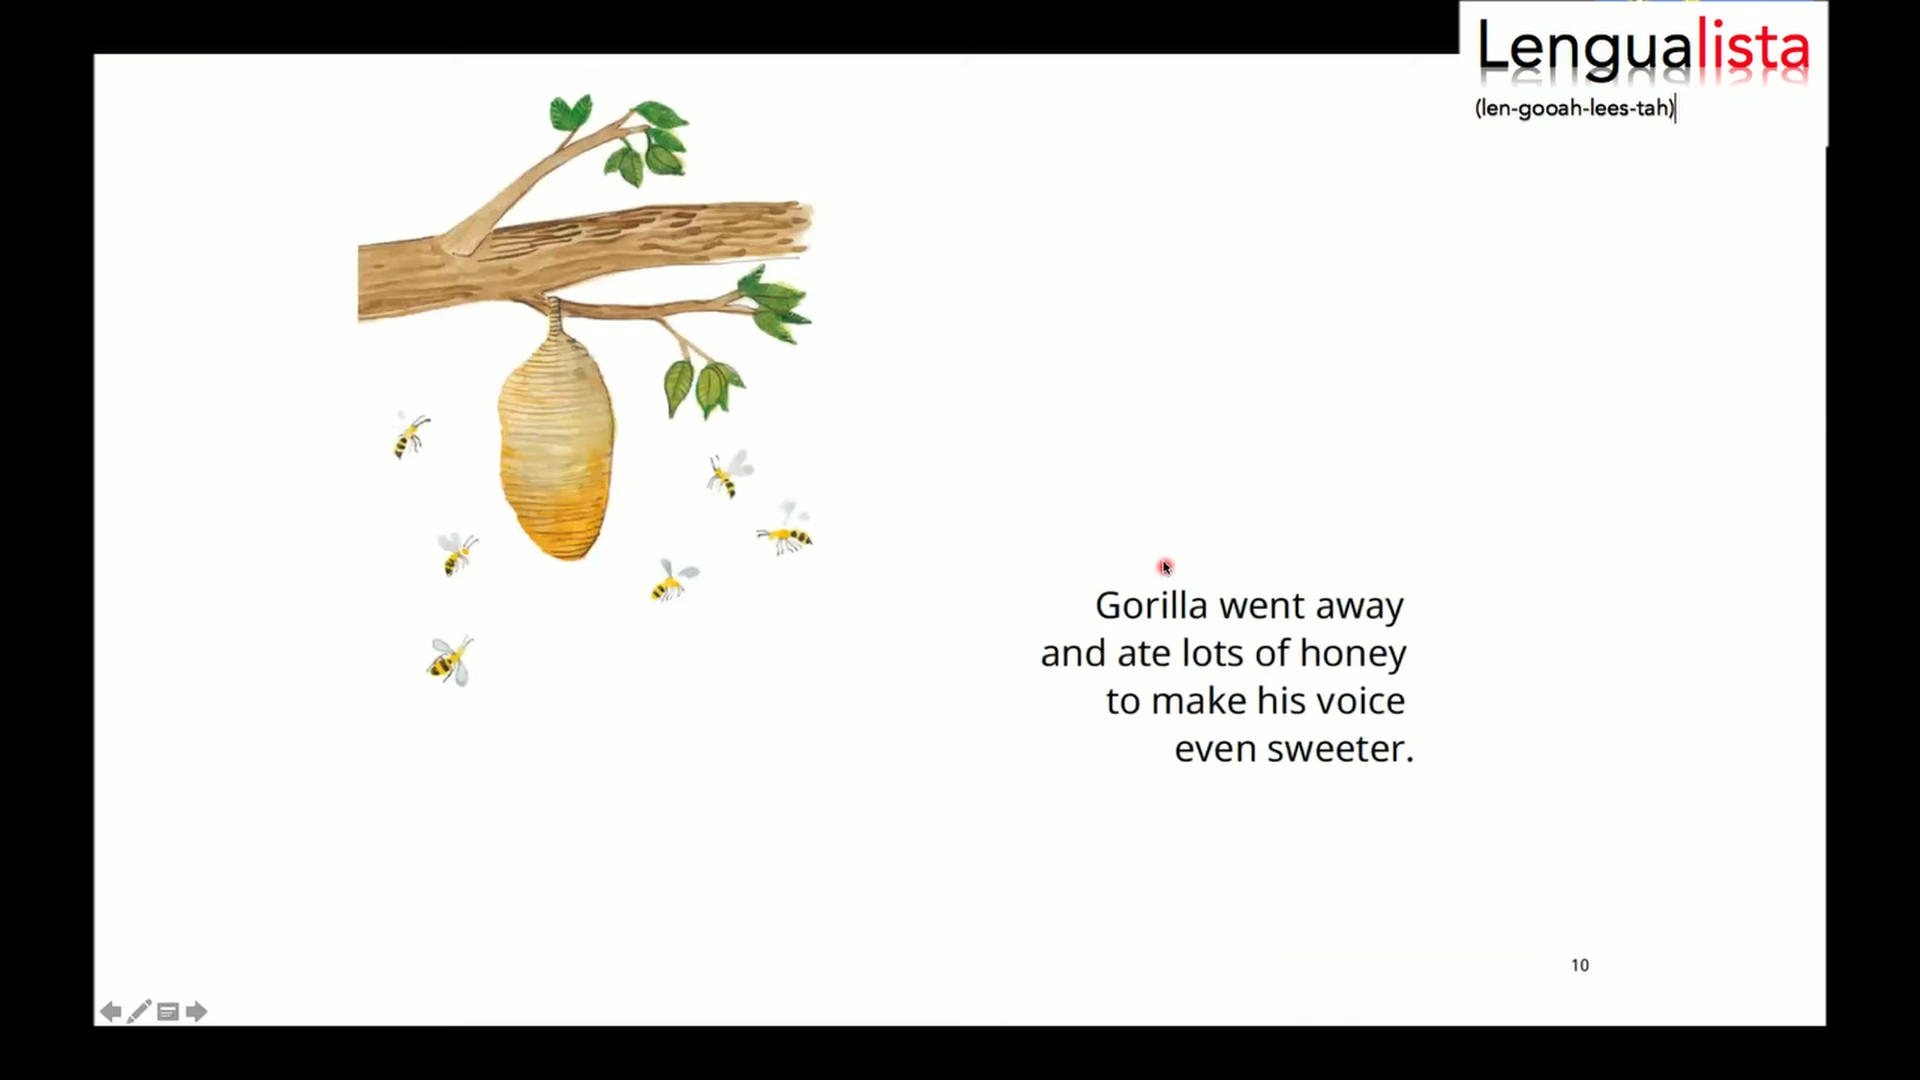 Lengualista
(len-gooah-lees-tah)
Gorilla went away
and ate lots of honey
to make his voice
even sweeter.
10